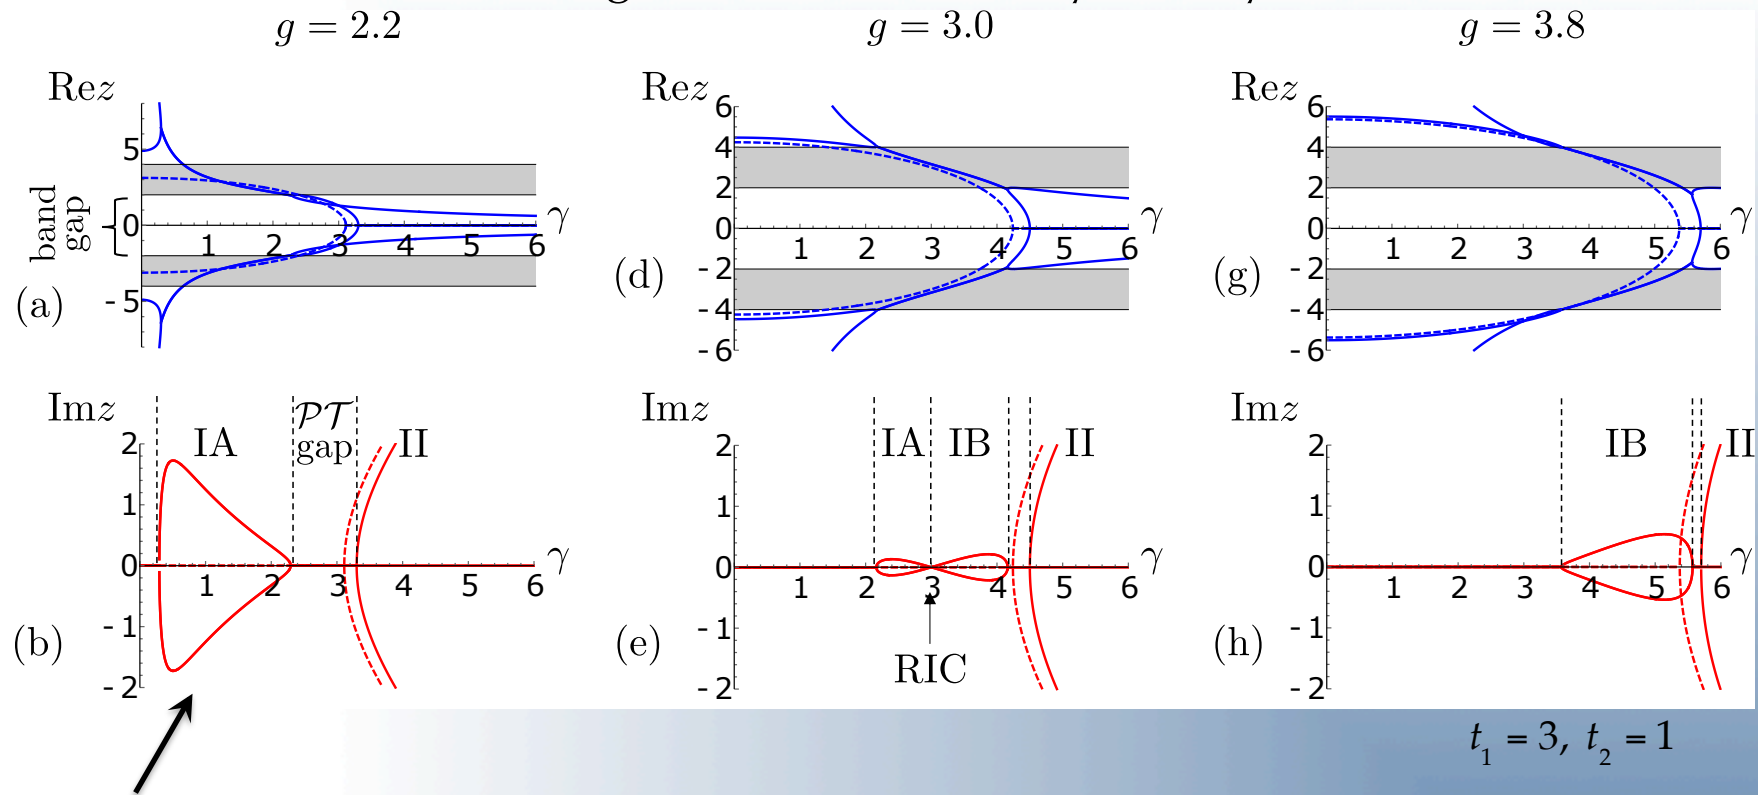 g = 2.2
g = 3.0
g = 3.8
Rez
5
0
-5
band gap
1 2 3 4 5 6 γ
(a)
Rez
6
4
2
0
-2
-4
-6
1 2 3 4 5 6 γ
(d)
Rez
6
4
2
0
-2
-4
-6
1 2 3 4 5 6 γ
(g)
Imz
2
1
0
-1
-2
IA
𝒫𝒯
gap
II
1 2 3 4 5 6 γ
(b)
Imz
2
1
0
-1
-2
IA IB II
1 2 3 4 5 6 γ
RIC
(e)
Imz
2
1
0
-1
-2
IB II
1 2 3 4 5 6 γ
(h)
t₁ = 3, t₂ = 1